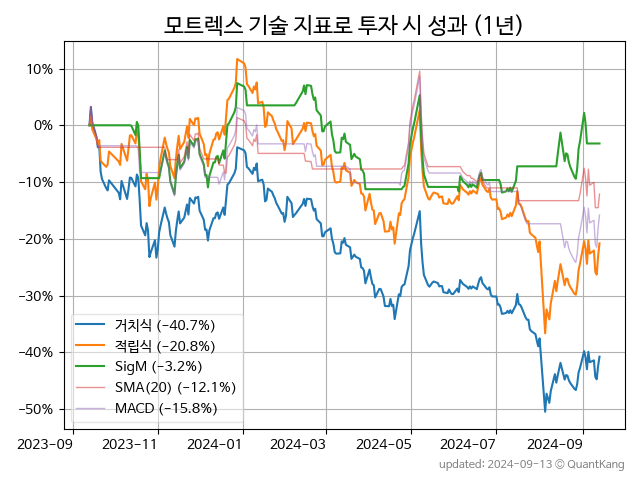 모트렉스 기술 지표로 투자 시 성과 (1년)
10%
0%
−10%
−20%
−30%
−40%
−50%
거치식 (−40.7%)
적립식 (−20.8%)
SigM (−3.2%)
SMA(20) (−12.1%)
MACD (−15.8%)
2023-09 2023-11 2024-01 2024-03 2024-05 2024-07 2024-09
updated: 2024-09-13 © QuantKang